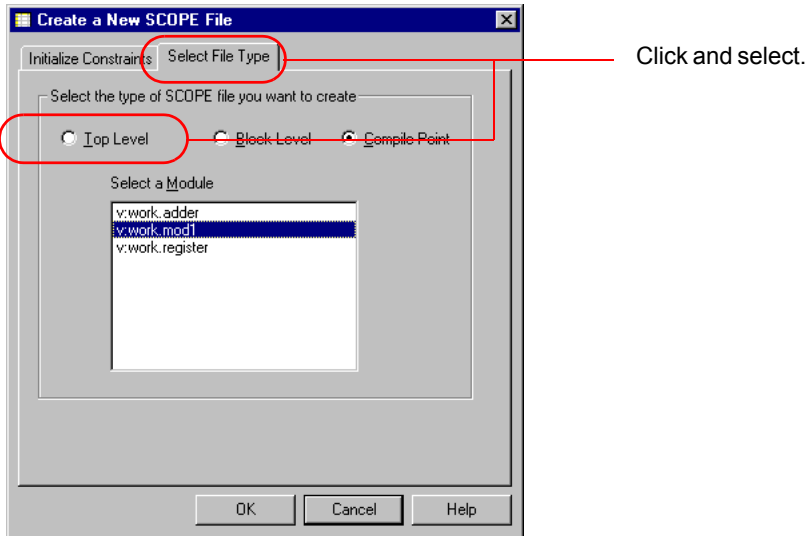 Create a New SCOPE File
Initialize Constraints Select File Type
Click and select.
Select the type of SCOPE file you want to create
Top Level Block Level Compile Point
Select a Module
v:work.adder
v:work.mod1
v:work.register
OK Cancel Help